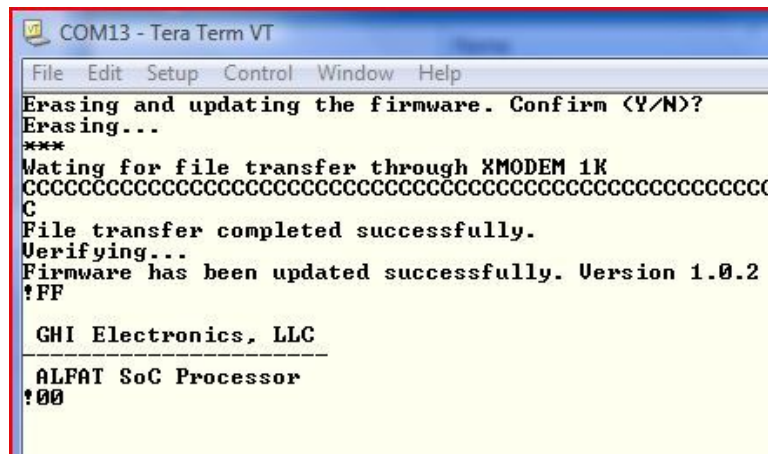 COM13 - Tera Term VT
File Edit Setup Control Window Help
Erasing and updating the firmware. Confirm (Y/N)?
Erasing...
***
Wating for file transfer through XMODEM 1K
CCCCCCCCCCCCCCCCCCCCCCCCCCCCCCCCCCCCCCCCCCCCCCCCCCCCC
C
File transfer completed successfully.
Verifying...
Firmware has been updated successfully. Version 1.0.2
!FF
GHI Electronics, LLC
-----------------------
ALFAT SoC Processor
!00